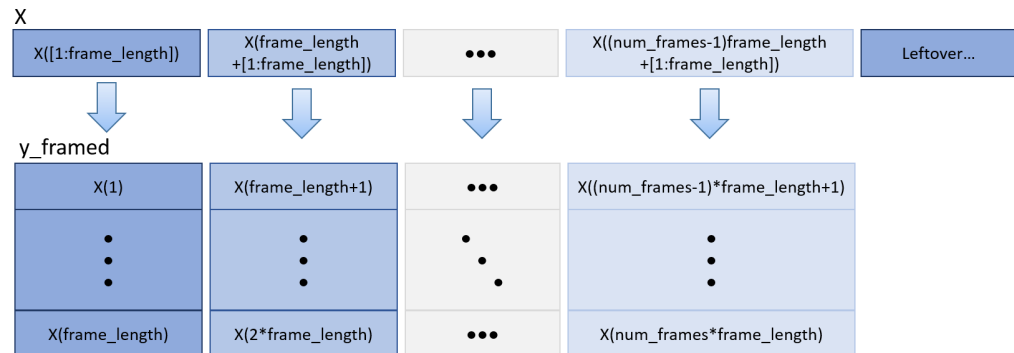 X
X([1:frame_length])
X(frame_length
+[1:frame_length])
•••
X((num_frames-1)frame_length
+[1:frame_length])
Leftover...
y_framed
X(1)
X(frame_length+1)
•••
X((num_frames-1)*frame_length+1)
X(frame_length)
X(2*frame_length)
•••
X(num_frames*frame_length)